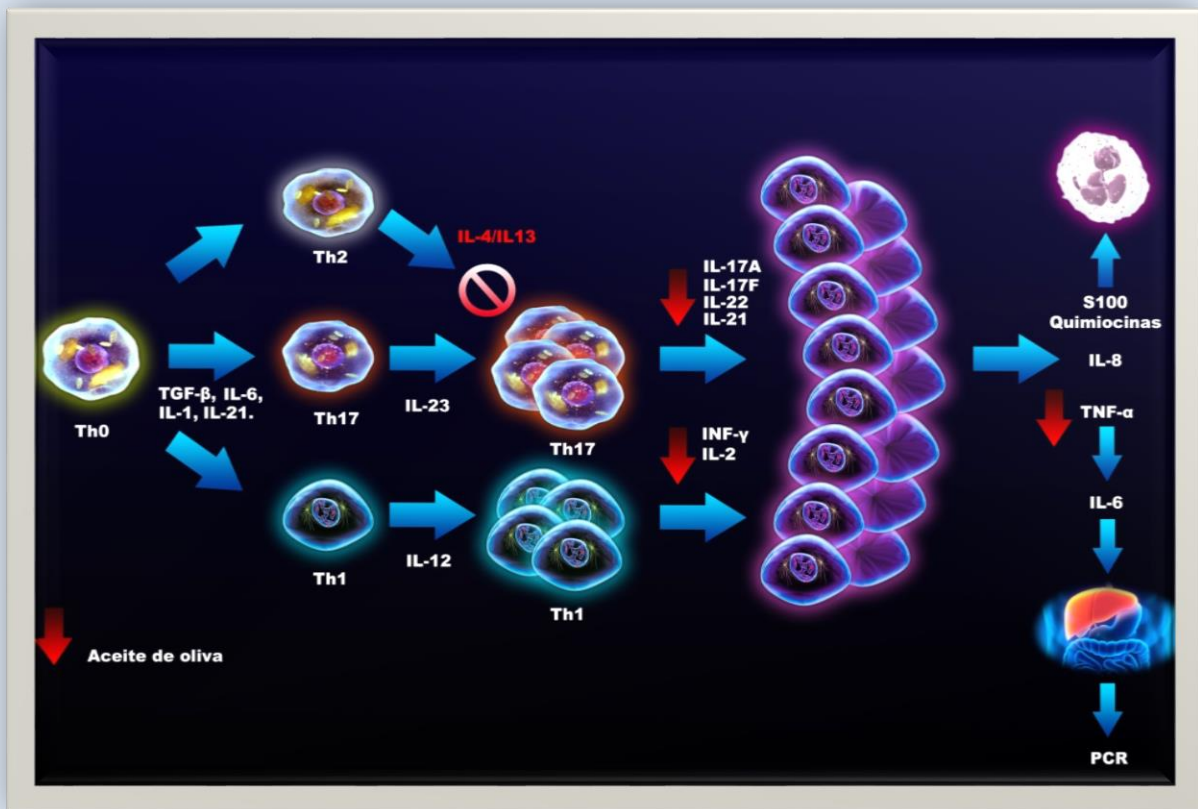 IL-4/IL13
Th2
IL-17A
IL-17F
IL-22
IL-21
S100
Quimiocinas
IL-8
TGF-β, IL-6,
IL-1, IL-21.
Th0
Th17
IL-23
Th17
TNF-α
INF-γ
IL-2
IL-6
Th1
IL-12
Th1
Aceite de oliva
PCR